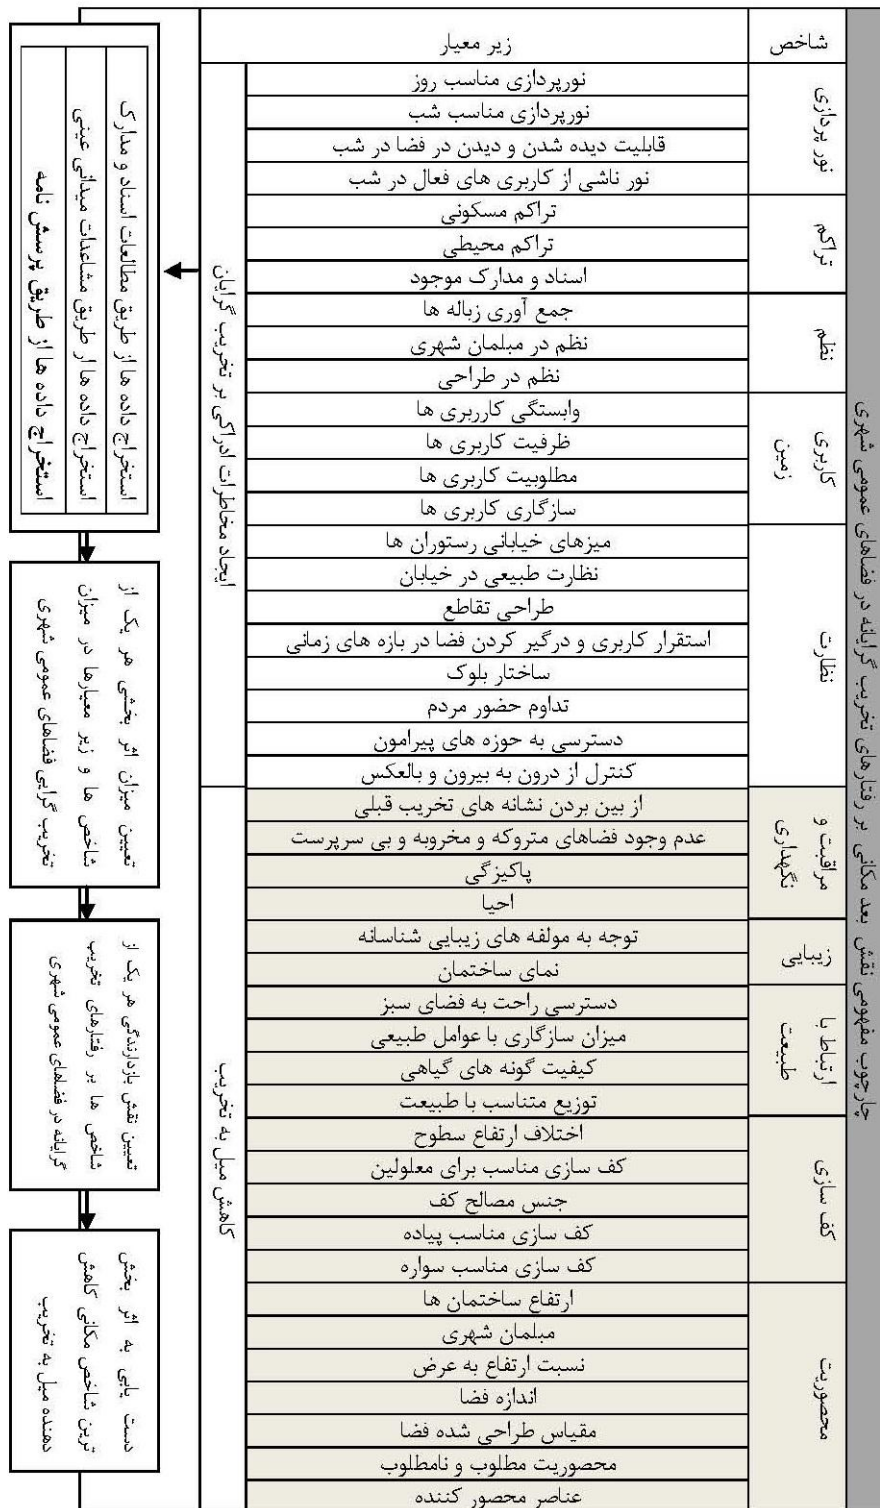 چارچوب مفهومی نقش بعد مکانی بر رفتارهای تخریب گرایانه در فضاهای عمومی شهری
شاخص
زیر معیار
نور پردازی
نورپردازی مناسب روز
نورپردازی مناسب شب
قابلیت دیده شدن و دیدن در فضا در شب
نور ناشی از کاربری های فعال در شب
تراکم
تراکم مسکونی
تراکم محیطی
اسناد و مدارک موجود
نظم
جمع آوری زباله ها
نظم در مبلمان شهری
نظم در طراحی
کاربری
زمین
وابستگی کارربری ها
ظرفیت کاربری ها
مطلوبیت کاربری ها
سازگاری کاربری ها
نظارت
میزهای خیابانی رستوران ها
نظارت طبیعی در خیابان
طراحی تقاطع
استقرار کاربری و درگیر کردن فضا در بازه های زمانی
ساختار بلوک
تداوم حضور مردم
دسترسی به حوزه های پیرامون
کنترل از درون به بیرون و بالعکس
مراقبت و
نگهداری
از بین بردن نشانه های تخریب قبلی
عدم وجود فضاهای متروکه و مخروبه و بی سرپرست
پاکیزگی
احیا
زیبایی
توجه به مولفه های زیبایی شناسانه
نمای ساختمان
ارتباط با
طبیعت
دسترسی راحت به فضای سبز
میزان سازگاری با عوامل طبیعی
کیفیت گونه های گیاهی
توزیع متناسب با طبیعت
کف سازی
اختلاف ارتفاع سطوح
کف سازی مناسب برای معلولین
جنس مصالح کف
کف سازی مناسب پیاده
کف سازی مناسب سواره
محصوریت
ارتفاع ساختمان ها
مبلمان شهری
نسبت ارتفاع به عرض
اندازه فضا
مقیاس طراحی شده فضا
محصوریت مطلوب و نامطلوب
عناصر محصور کننده
ایجاد مخاطرات ادراکی بر تخریب گرایان
کاهش میل به تخریب
استخراج داده ها از طریق مطالعات اسناد و مدارک
استخراج داده ها از طریق مشاهدات میدانی عینی
استخراج داده ها از طریق پرسش نامه
تعیین میزان اثر بخشی هر یک از
شاخص ها و زیر معیارها در میزان
تخریب گرایی فضاهای عمومی شهری
تعیین نقش بازدارندگی هر یک از
شاخص ها بر رفتارهای تخریب
گرایانه در فضاهای عمومی شهری
دست یابی به اثر بخش
ترین شاخص مکانی کاهش
دهنده میل به تخریب